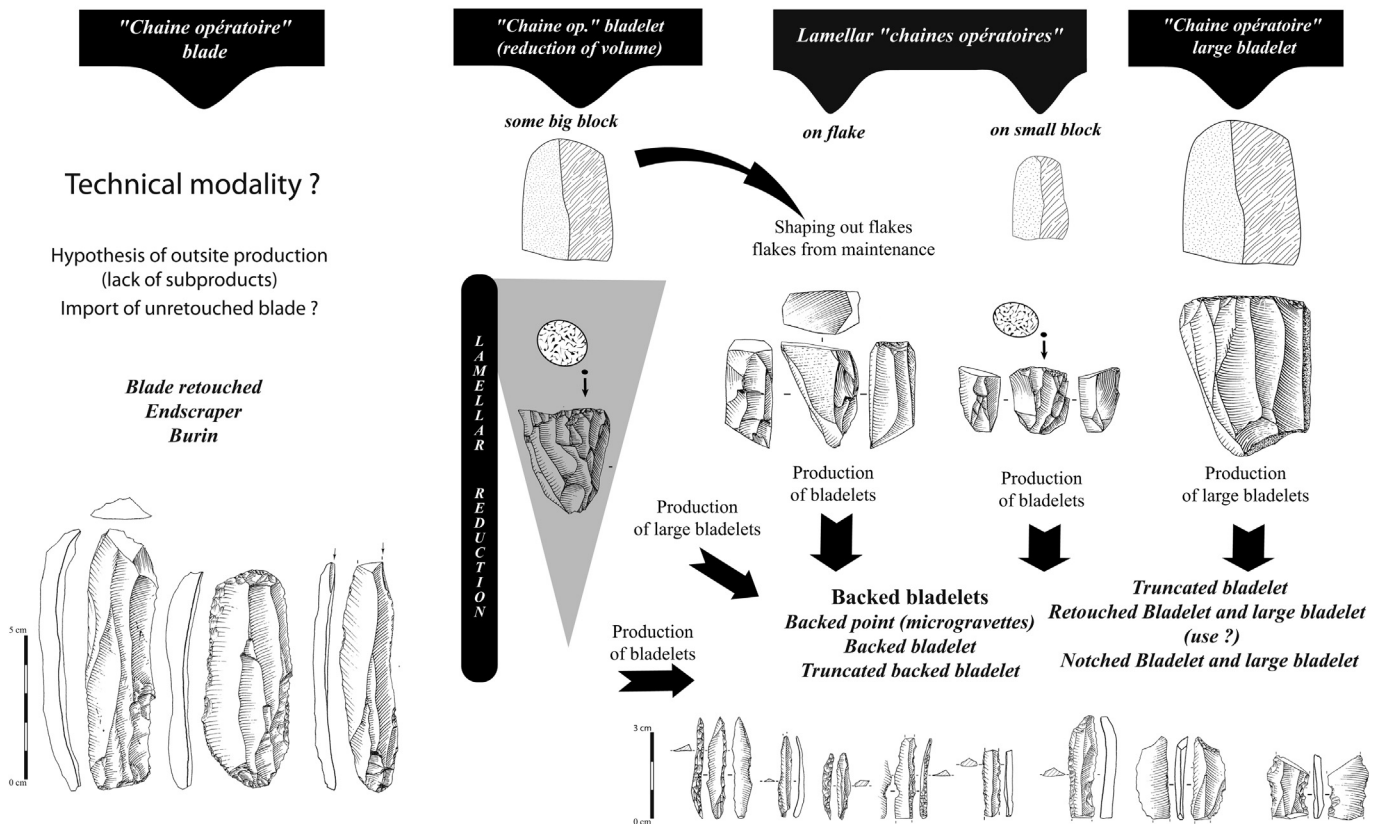 "Chaine opératoire"
blade
Technical modality ?
Hypothesis of outsite production
(lack of subproducts)
Import of unretouched blade ?
Blade retouched
Endscraper
Burin
5 cm
0 cm
"Chaine op." bladelet
(reduction of volume)
some big block
LAMELLAR REDUCTION
Production
of large bladelets
Production
of bladelets
Lamellar "chaines opératoires"
on flake
Shaping out flakes
flakes from maintenance
Production
of bladelets
on small block
Production
of bladelets
Backed bladelets
Backed point (microgravettes)
Backed bladelet
Truncated backed bladelet
"Chaine opératoire"
large bladelet
Production
of large bladelets
Truncated bladelet
Retouched Bladelet and large bladelet
(use ?)
Notched Bladelet and large bladelet
3 cm
0 cm